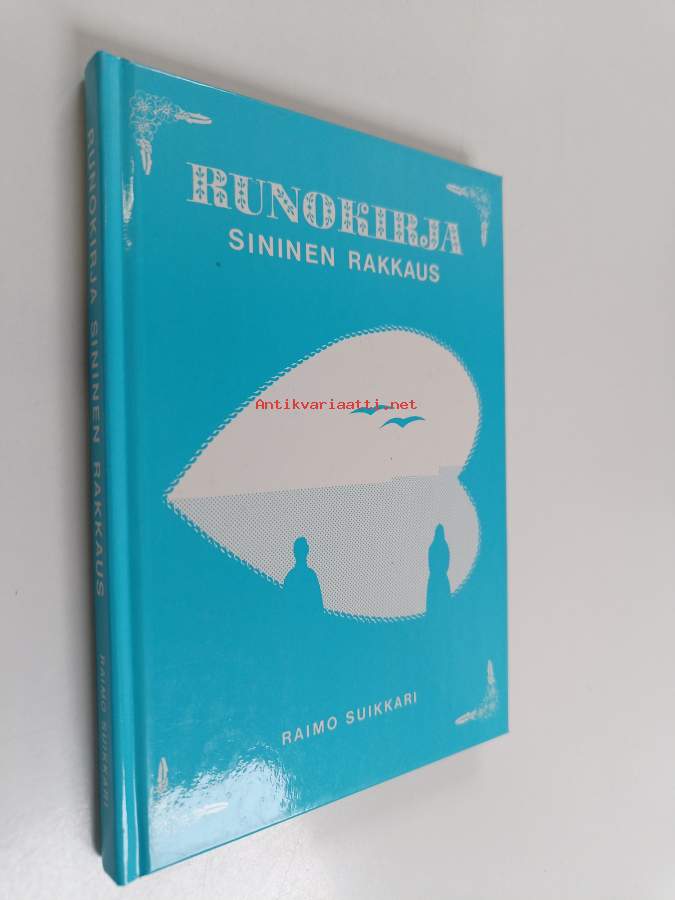 RUNOKIRJA
SININEN RAKKAUS
Antikvariaatti.net
RAIMO SUIKKARI
RUNOKIRJA SININEN RAKKAUS
RAIMO SUIKKARI